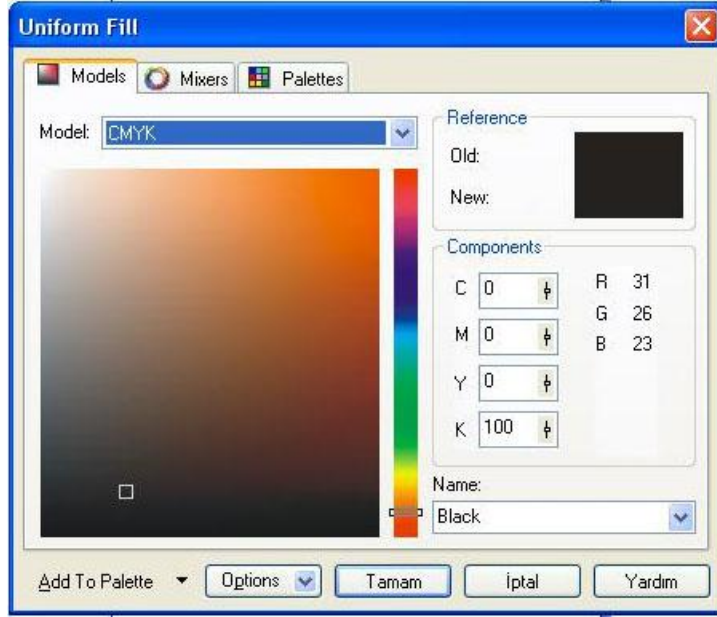 Uniform Fill
Models Mixers Palettes
Model: CMYK
Reference
Old:
New:
Components
C 0 R 31
G 26
M 0 B 23
Y 0
K 100
Name:
Black
Add To Palette Options Tamam İptal Yardım